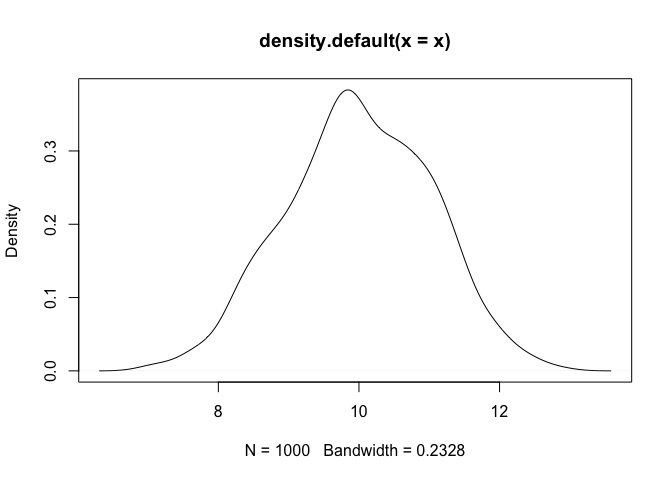 density.default(x = x)
Density
0.0
0.1
0.2
0.3
8
10
12
N = 1000 Bandwidth = 0.2328